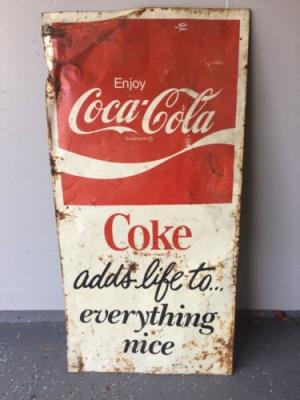 Enjoy
Coca-Cola
Coke
adds life to...
everything
nice